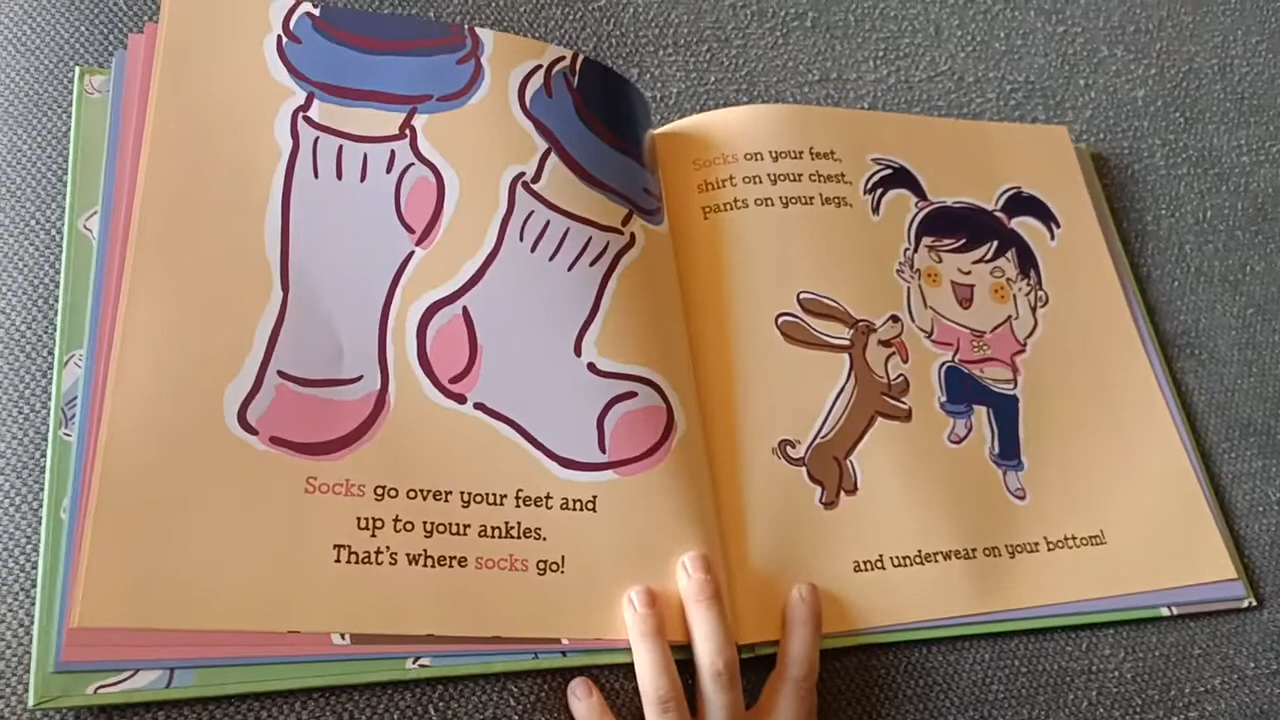 Socks go over your feet and
up to your ankles.
That's where socks go!
Socks on your feet,
shirt on your chest,
pants on your legs,
and underwear on your bottom!